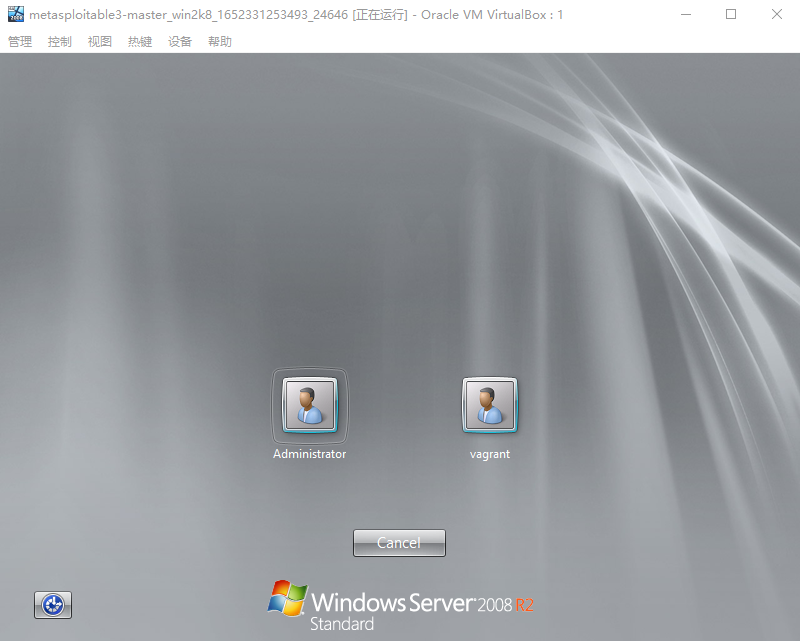 metasploitable3-master_win2k8_1652331253493_24646 [正在运行] - Oracle VM VirtualBox : 1
管理 控制 视图 热键 设备 帮助
Administrator vagrant
Cancel
Windows Server 2008 R2
Standard